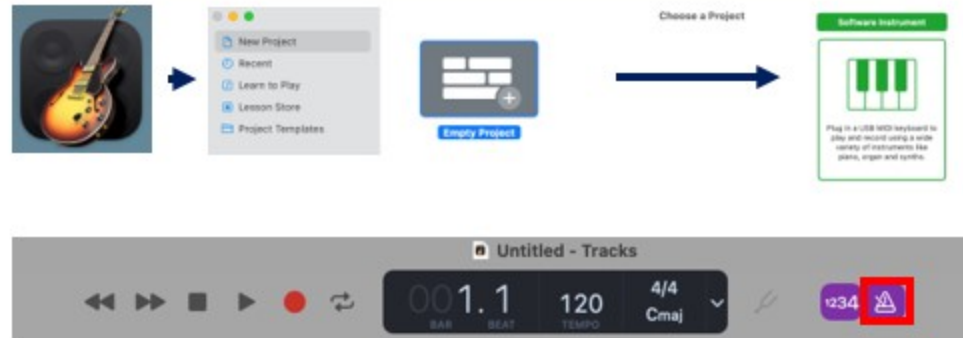 Choose a Project
New Project
Recent
Learn to Play
Lesson Store
Project Templates
Empty Project
Software Instrument
Plug in a USB MIDI keyboard to
play and record using a wide
variety of instruments like
piano, organ and synths.
Untitled - Tracks
001.1
BAR
BEAT
120
TEMPO
4/4
Cmaj
1234